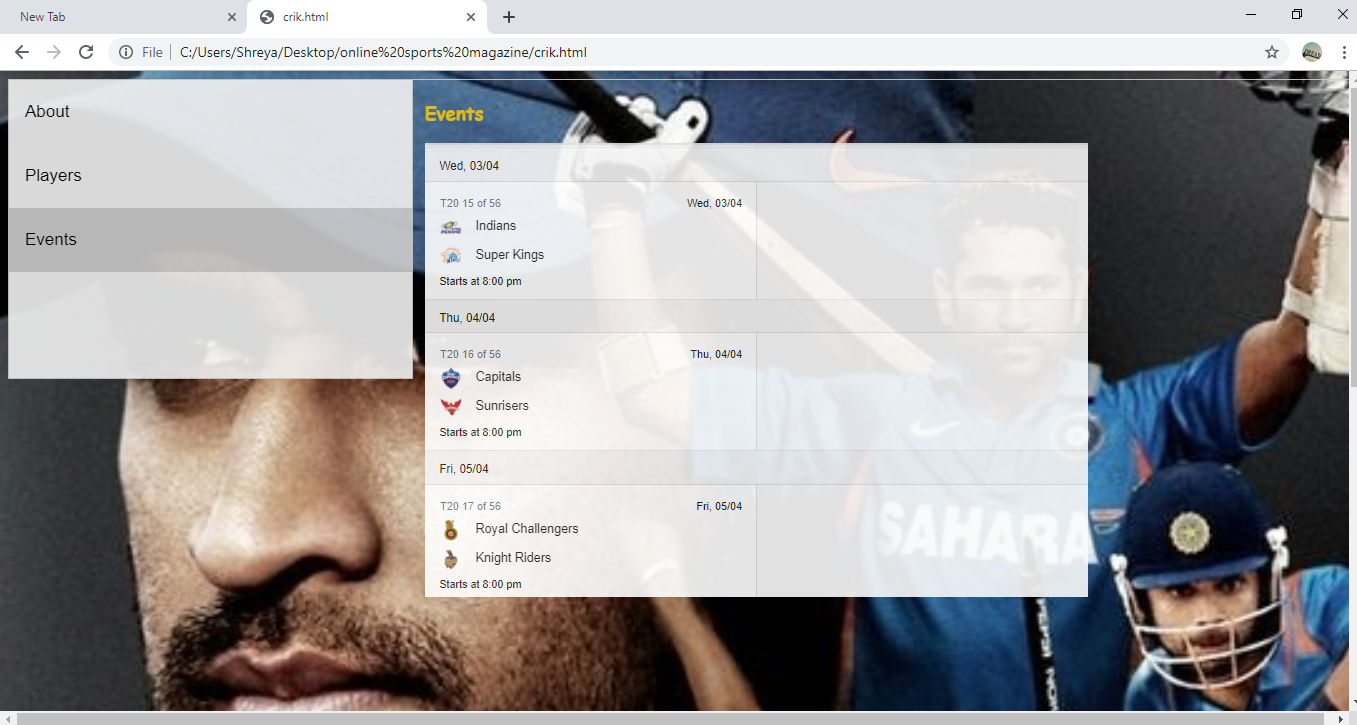 New Tab
crik.html
File
C:/Users/Shreya/Desktop/online%20sports%20magazine/crik.html
About
Players
Events
Events
Wed, 03/04
T20 15 of 56 Wed, 03/04
Indians
Super Kings
Starts at 8:00 pm
Thu, 04/04
T20 16 of 56 Thu, 04/04
Capitals
Sunrisers
Starts at 8:00 pm
Fri, 05/04
T20 17 of 56 Fri, 05/04
Royal Challengers
Knight Riders
Starts at 8:00 pm
SAHARA